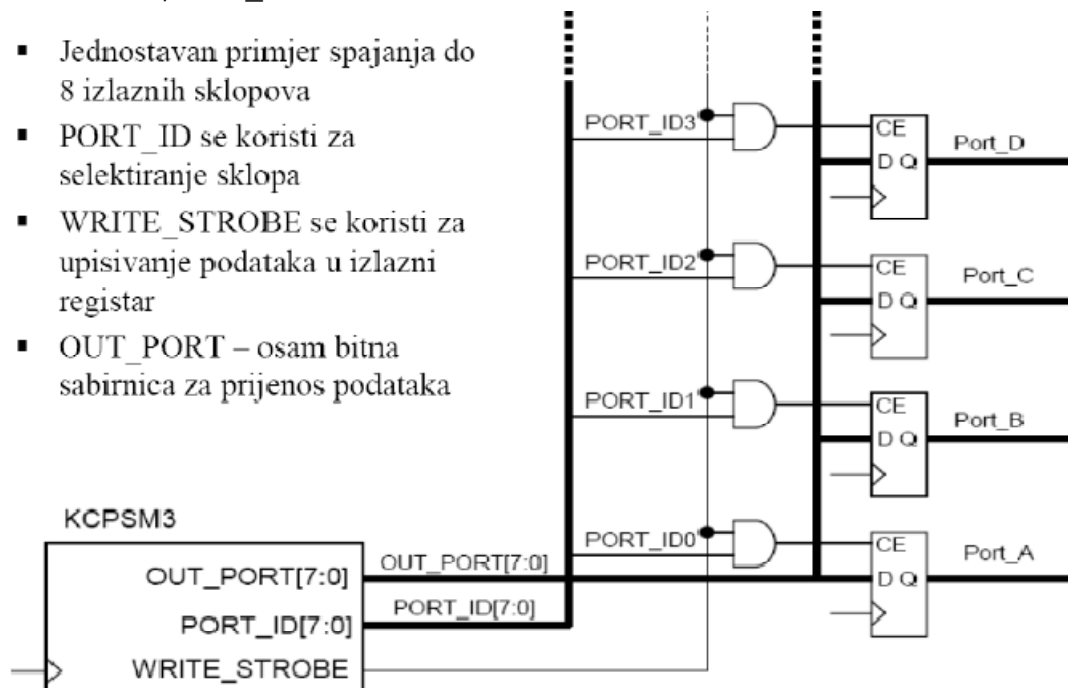 ▪ Jednostavan primjer spajanja do
8 izlaznih sklopova
▪ PORT_ID se koristi za
selektiranje sklopa
▪ WRITE_STROBE se koristi za
upisivanje podataka u izlazni
registar
▪ OUT_PORT – osam bitna
sabirnica za prijenos podataka
PORT_ID3
CE
D Q
Port_D
PORT_ID2
CE
D Q
Port_C
PORT_ID1
CE
D Q
Port_B
PORT_ID0
CE
D Q
Port_A
KCPSM3
OUT_PORT[7:0]
OUT_PORT[7:0]
PORT_ID[7:0]
PORT_ID[7:0]
WRITE_STROBE